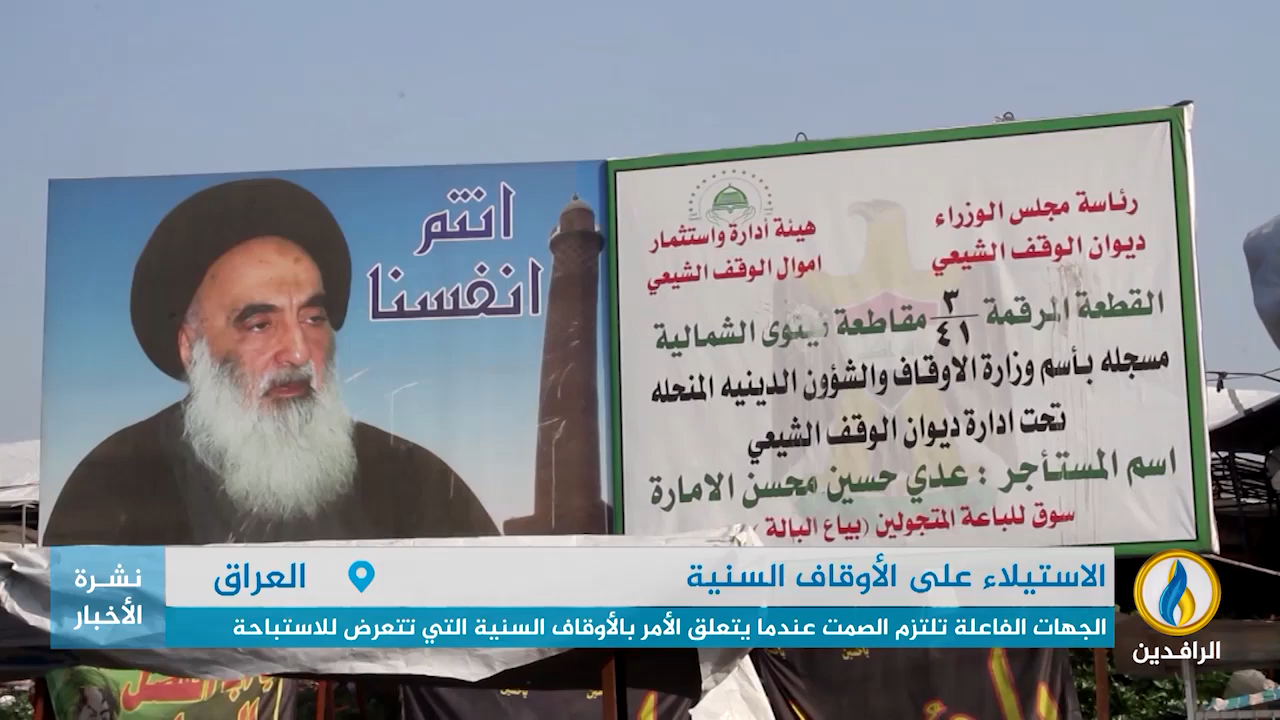 انتم
انفسنا
رئاسة مجلس الوزراء
ديوان الوقف الشيعي
هيئة أدارة واستثمار
اموال الوقف الشيعي
القطعة المرقمة ٣/٤١ مقاطعة نينوى الشمالية
مسجله بأسم وزارة الاوقاف والشؤون الدينيه المنحله
تحت ادارة ديوان الوقف الشيعي
اسم المستأجر : عدي حسين محسن الامارة
سوق للباعة المتجولين (بياع البالة)
الاستيلاء على الأوقاف السنية
العراق
نشرة
الأخبار
الجهات الفاعلة تلتزم الصمت عندما يتعلق الأمر بالأوقاف السنية التي تتعرض للاستباحة
الرافدين